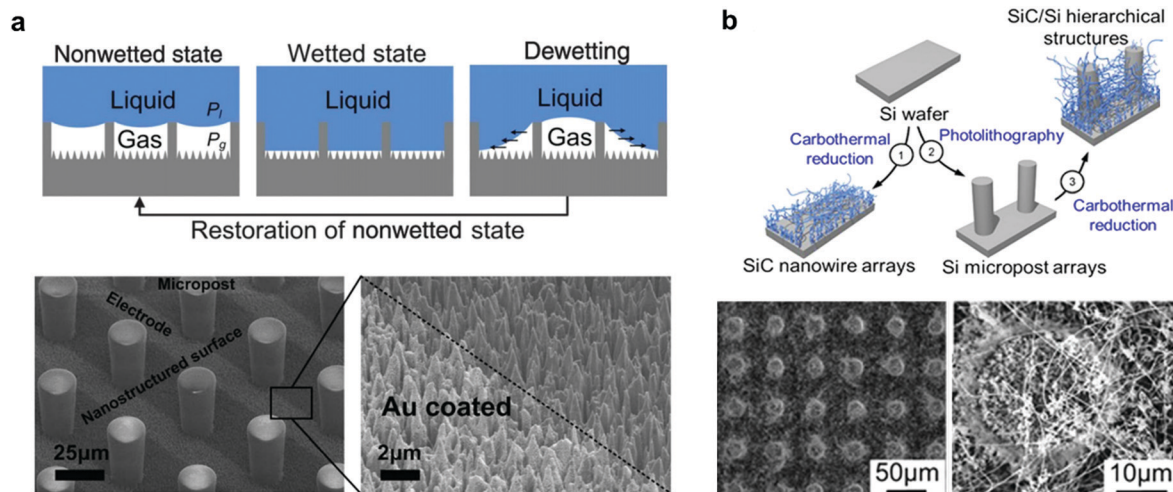 a
Nonwetted state
Wetted state
Dewetting
Liquid
Liquid
Liquid
Pl
Gas
Pg
Gas
Restoration of nonwetted state
Micropost
Electrode
Nanostructured surface
25μm
Au coated
2μm
b
SiC/Si hierarchical
structures
Si wafer
Carbothermal
reduction
1
2
Photolithography
3
Carbothermal
reduction
SiC nanowire arrays
Si micropost arrays
50μm
10μm